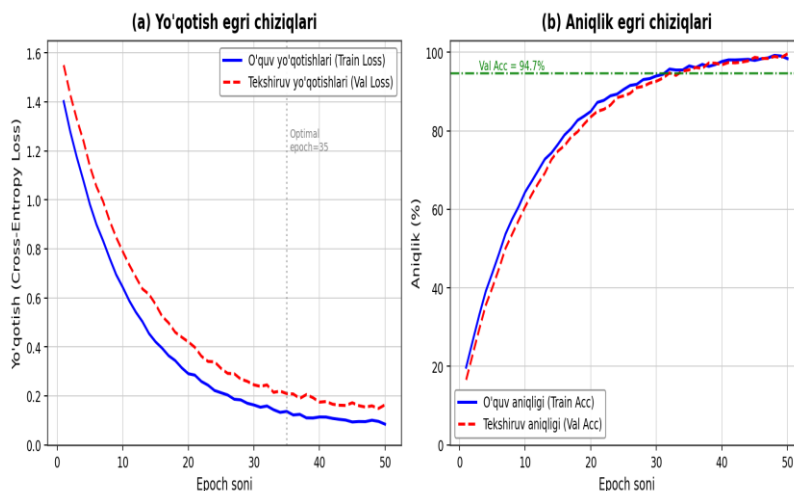 (a) Yo'qotish egri chiziqlari
Yo'qotish (Cross-Entropy Loss)
1.6
1.4
1.2
1.0
0.8
0.6
0.4
0.2
0.0
O'quv yo'qotishlari (Train Loss)
Tekshiruv yo'qotishlari (Val Loss)
Optimal
epoch=35
0 10 20 30 40 50
Epoch soni
(b) Aniqlik egri chiziqlari
Aniqlik (%)
100
80
60
40
20
0
Val Acc = 94.7%
O'quv aniqligi (Train Acc)
Tekshiruv aniqligi (Val Acc)
0 10 20 30 40 50
Epoch soni